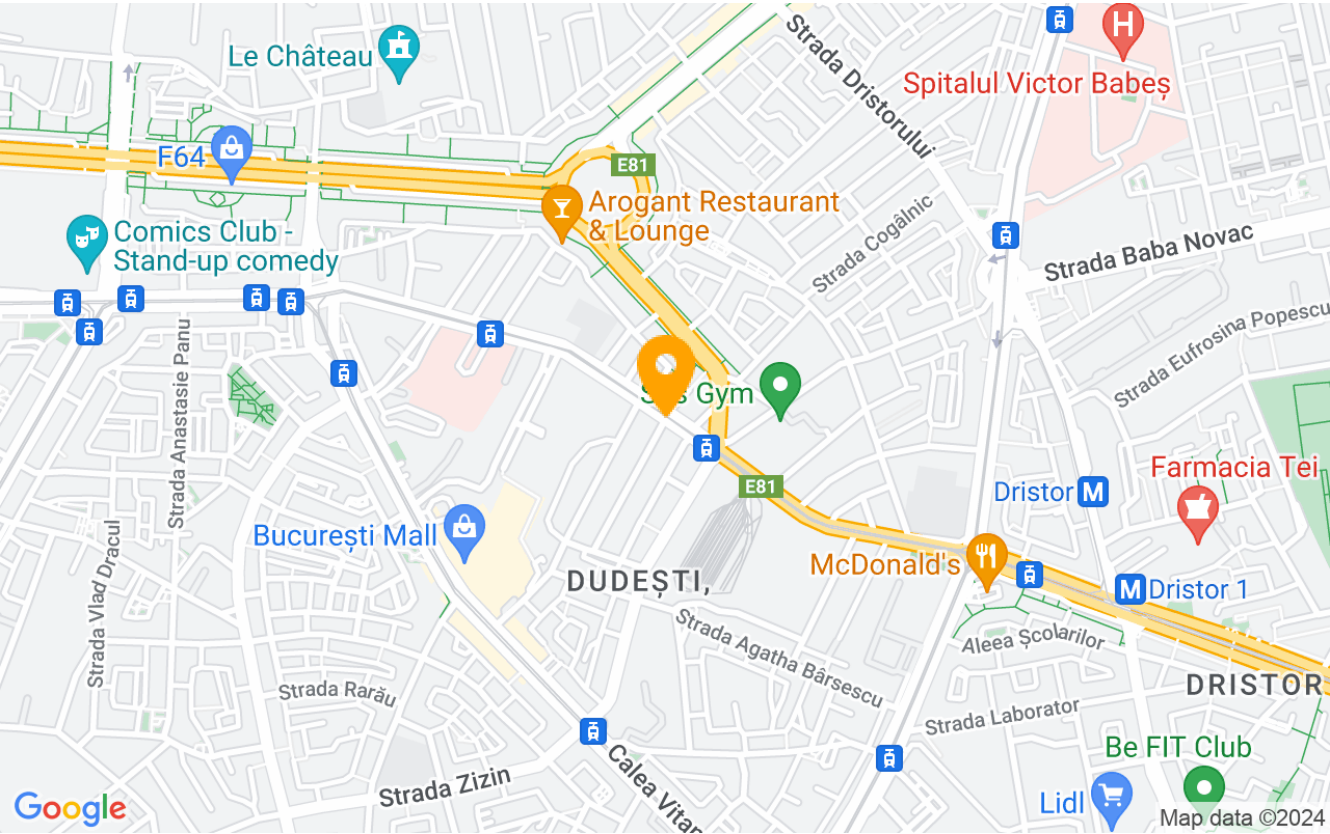 Le Château
Strada Dristorului
Spitalul Victor Babeș
F64
E81
Arogant Restaurant
& Lounge
Strada Cogâlnic
Comics Club -
Stand-up comedy
Strada Baba Novac
Strada Eufrosina Popescu
Strada Anastasie Panu
Gym
E81
Farmacia Tei
Dristor M
București Mall
McDonald's
DUDEȘTI,
M Dristor 1
Strada Vlad Dracul
Strada Agatha Bârsescu
Aleea Școlarilor
Strada Rarău
DRISTOR
Strada Laborator
Be FIT Club
Calea Vitan
Strada Zizin
Lidl
Google
Map data ©2024
H